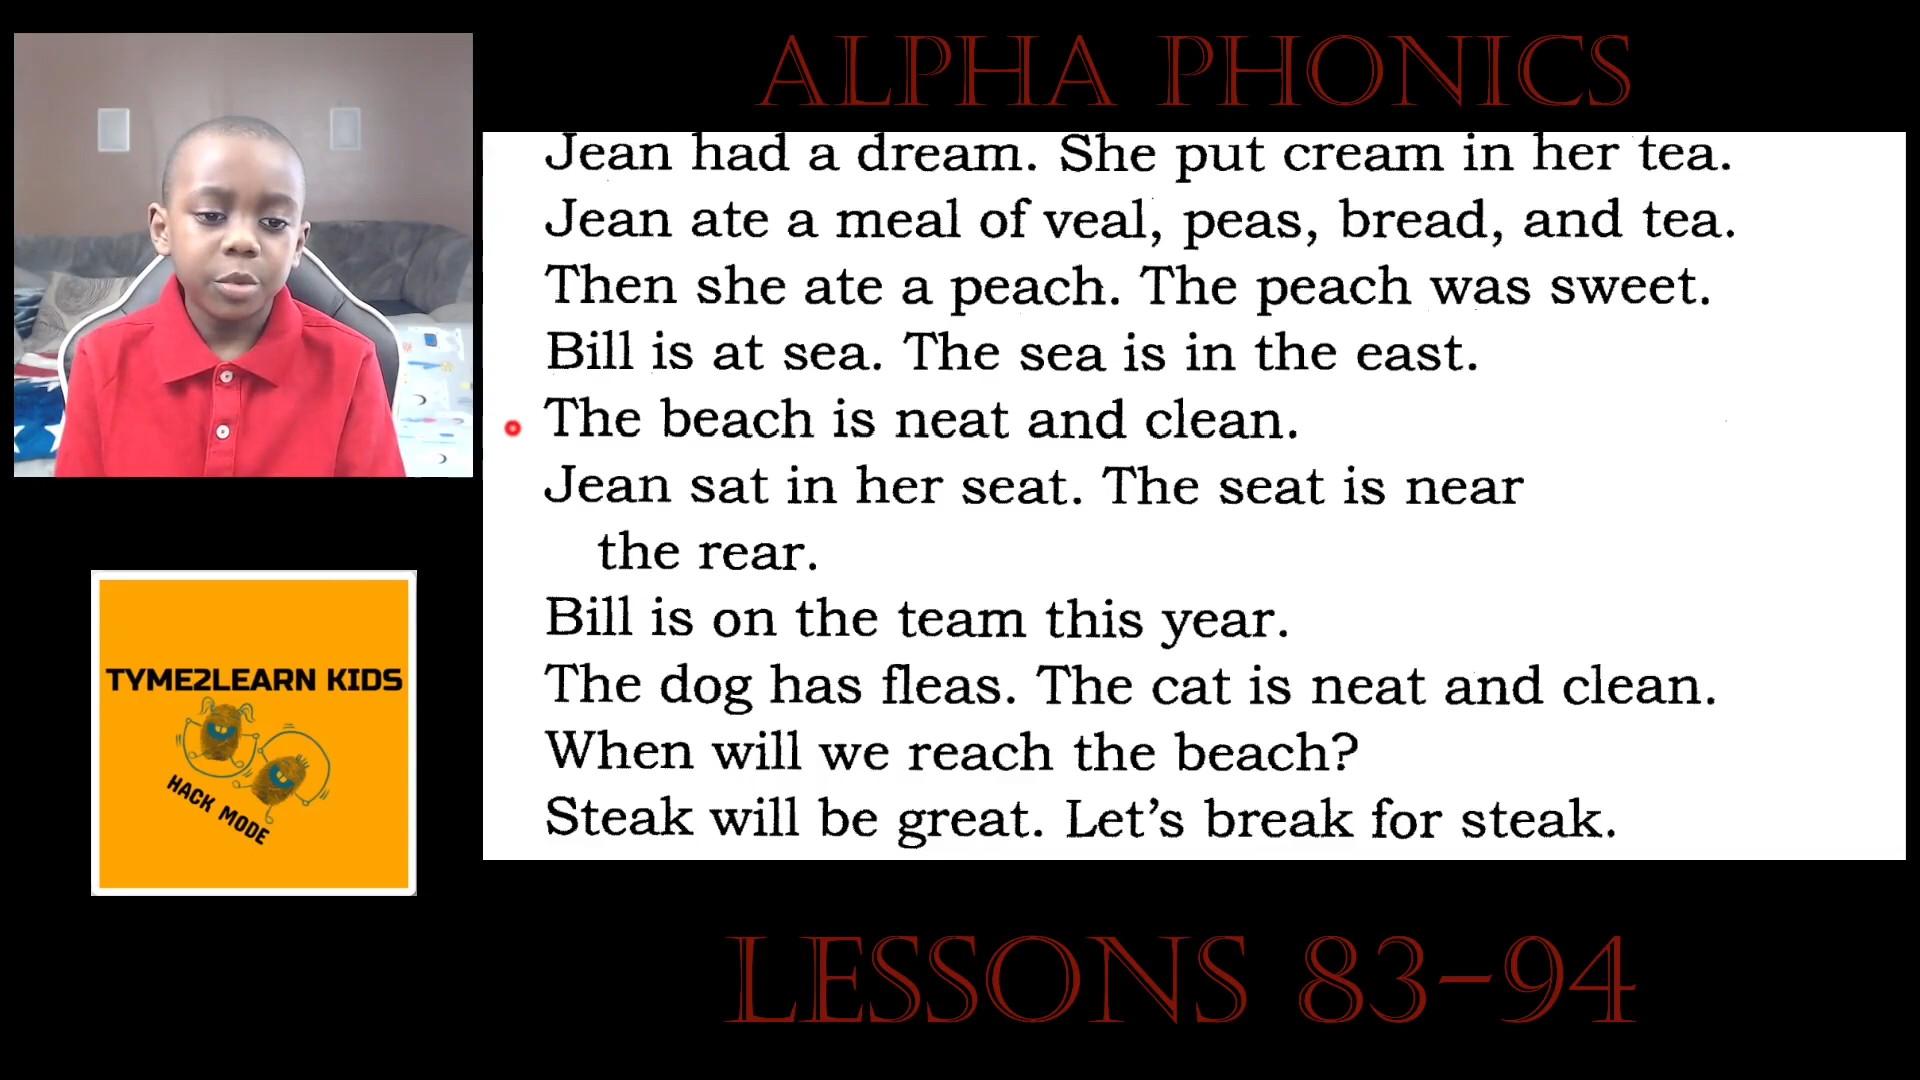 ALPHA PHONICS
Jean had a dream. She put cream in her tea.
Jean ate a meal of veal, peas, bread, and tea.
Then she ate a peach. The peach was sweet.
Bill is at sea. The sea is in the east.
The beach is neat and clean.
Jean sat in her seat. The seat is near
the rear.
Bill is on the team this year.
The dog has fleas. The cat is neat and clean.
When will we reach the beach?
Steak will be great. Let's break for steak.
TYME2LEARN KIDS
HACK MODE
LESSONS 83-94